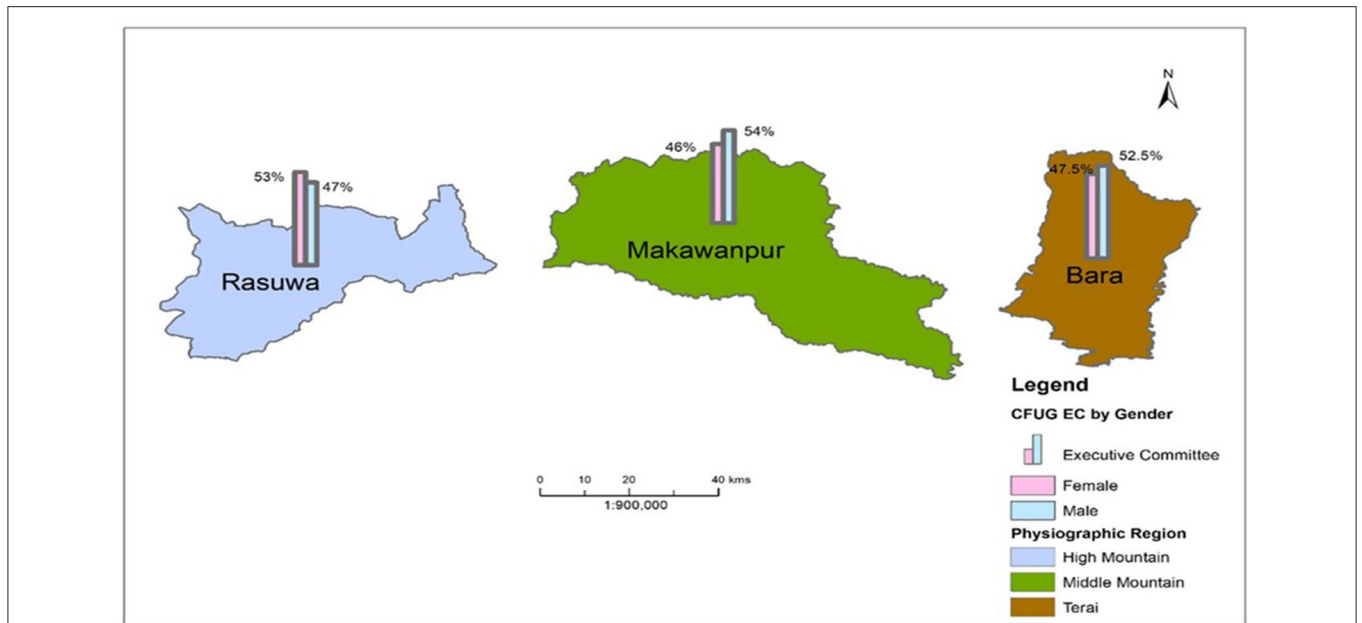 N
53%
47%
Rasuwa
46%
54%
Makawanpur
47.5%
52.5%
Bara
0 10 20 40 kms
1:900,000
Legend
CFUG EC by Gender
Executive Committee
Female
Male
Physiographic Region
High Mountain
Middle Mountain
Terai